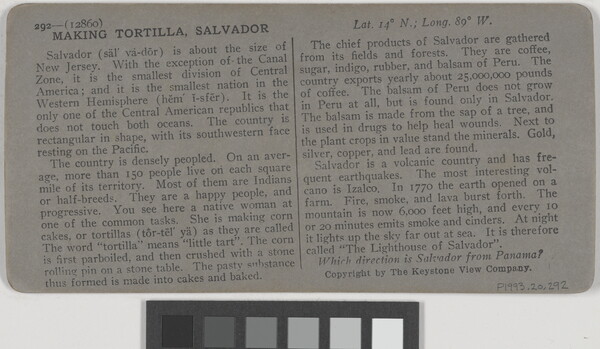 292—(12860)
MAKING TORTILLA, SALVADOR
Salvador (säl´ vȧ-dōr) is about the size of
New Jersey. With the exception of the Canal
Zone, it is the smallest division of Central
America; and it is the smallest nation in the
Western Hemisphere (hĕm´ ĭ-sfēr). It is the
only one of the Central American republics that
does not touch both oceans. The country is
rectangular in shape, with its southwestern face
resting on the Pacific.
The country is densely peopled. On an aver-
age, more than 150 people live on each square
mile of its territory. Most of them are Indians
or half-breeds. They are a happy people, and
progressive. You see here a native woman at
one of the common tasks. She is making corn
cakes, or tortillas (tŏr-tēl´ yä) as they are called
The word "tortilla" means "little tart". The corn
is first parboiled, and then crushed with a stone
rolling pin on a stone table. The pasty substance
thus formed is made into cakes and baked.
Lat. 14° N.; Long. 89° W.
The chief products of Salvador are gathered
from its fields and forests. They are coffee,
sugar, indigo, rubber, and balsam of Peru. The
country exports yearly about 25,000,000 pounds
of coffee. The balsam of Peru does not grow
in Peru at all, but is found only in Salvador.
The balsam is made from the sap of a tree, and
is used in drugs to help heal wounds. Next to
the plant crops in value stand the minerals. Gold,
silver, copper, and lead are found.
Salvador is a volcanic country and has fre-
quent earthquakes. The most interesting vol-
cano is Izalco. In 1770 the earth opened on a
farm. Fire, smoke, and lava burst forth. The
mountain is now 6,000 feet high, and every 10
or 20 minutes emits smoke and cinders. At night
it lights up the sky far out at sea. It is therefore
called "The Lighthouse of Salvador".
Which direction is Salvador from Panama?
Copyright by The Keystone View Company.
P1993.20.292